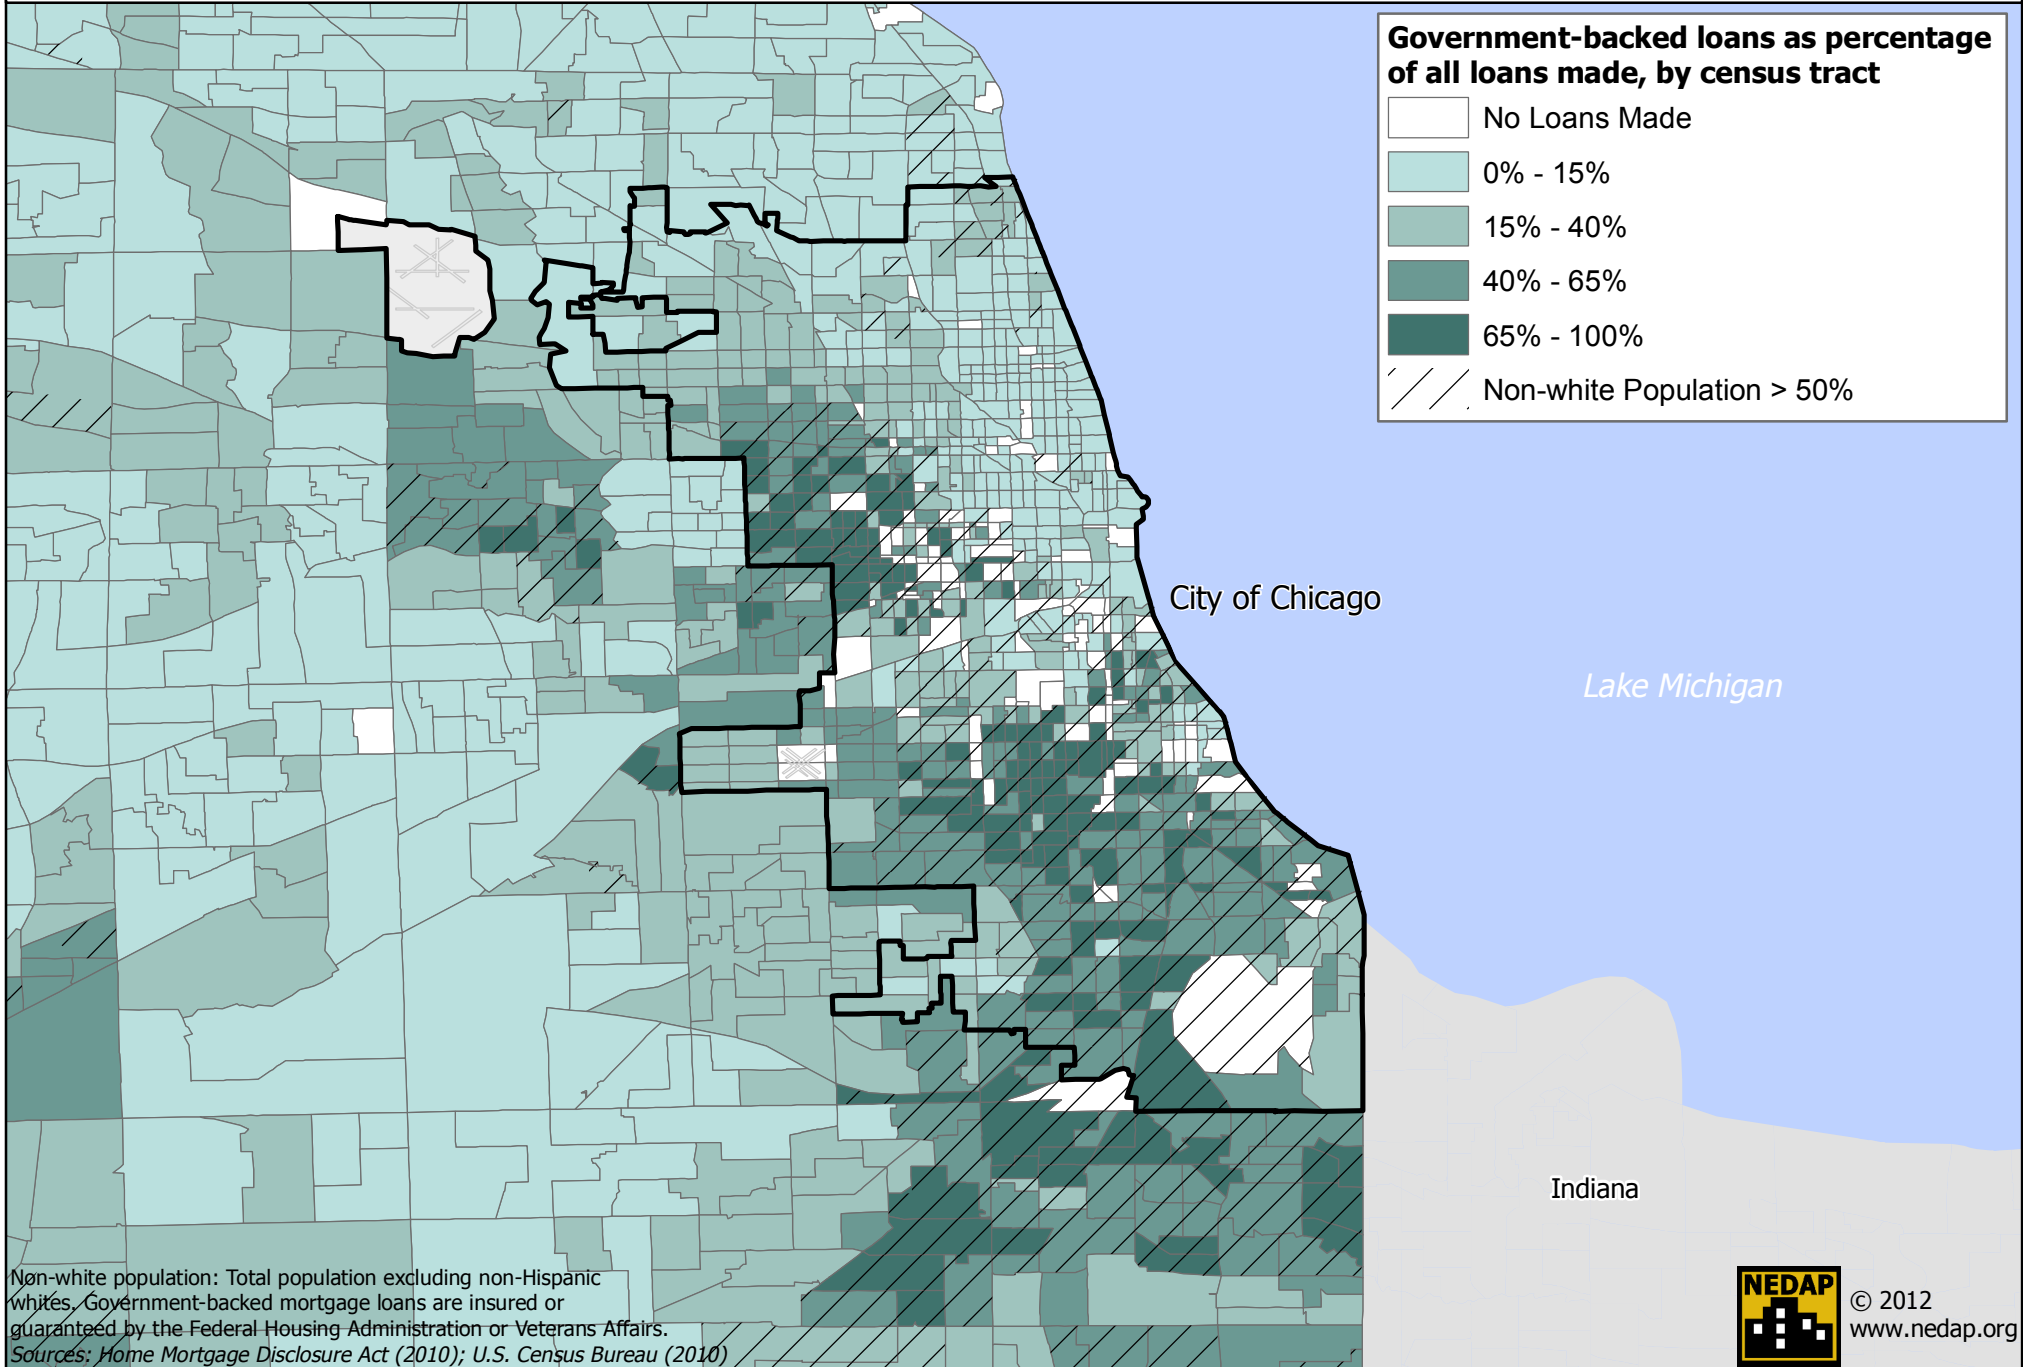 Government-backed loans as percentage
of all loans made, by census tract
No Loans Made
0% - 15%
15% - 40%
40% - 65%
65% - 100%
Non-white Population > 50%
City of Chicago
Lake Michigan
Indiana
Non-white population: Total population excluding non-Hispanic
whites. Government-backed mortgage loans are insured or
guaranteed by the Federal Housing Administration or Veterans Affairs.
Sources: Home Mortgage Disclosure Act (2010); U.S. Census Bureau (2010)
NEDAP
© 2012
www.nedap.org